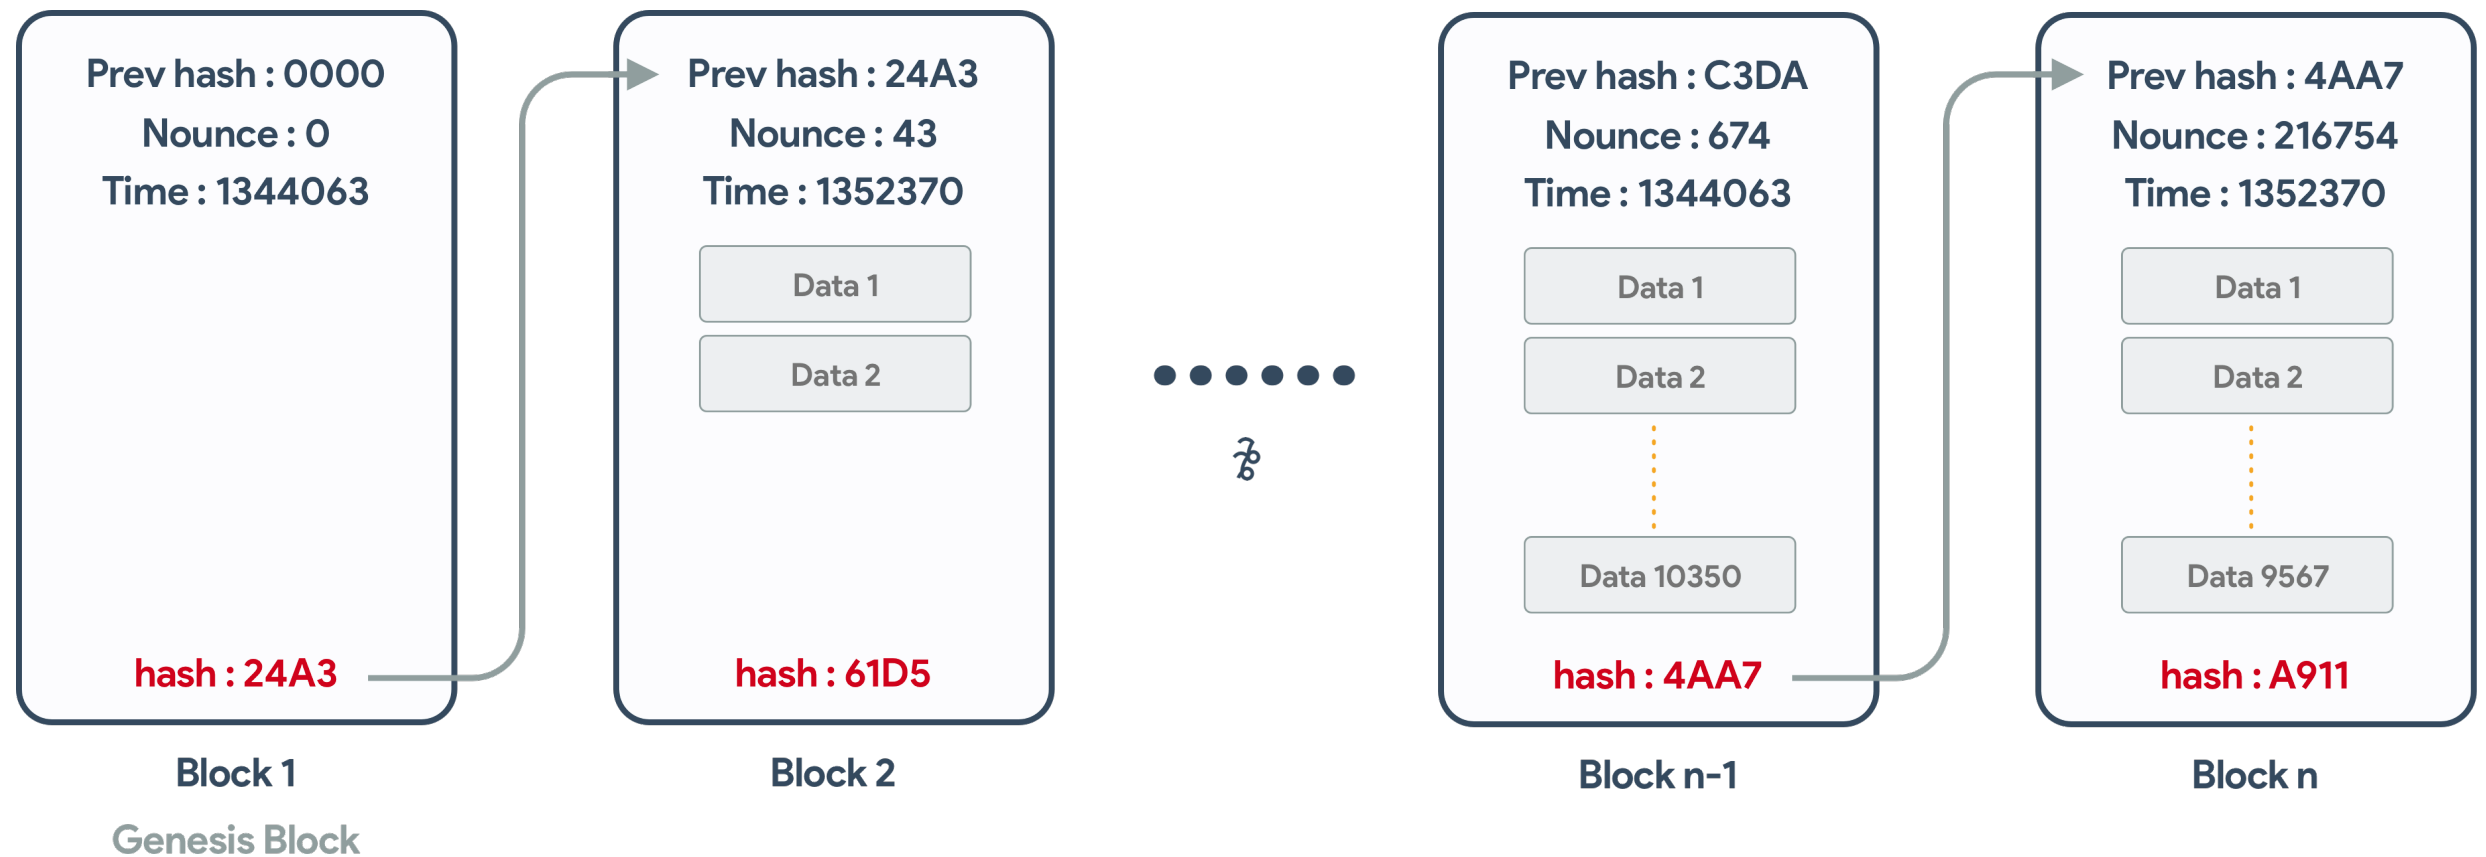 Prev hash : 0000
Nounce : 0
Time : 1344063
hash : 24A3
Block 1
Genesis Block
Prev hash : 24A3
Nounce : 43
Time : 1352370
Data 1
Data 2
hash : 61D5
Block 2
Prev hash : C3DA
Nounce : 674
Time : 1344063
Data 1
Data 2
Data 10350
hash : 4AA7
Block n-1
Prev hash : 4AA7
Nounce : 216754
Time : 1352370
Data 1
Data 2
Data 9567
hash : A911
Block n